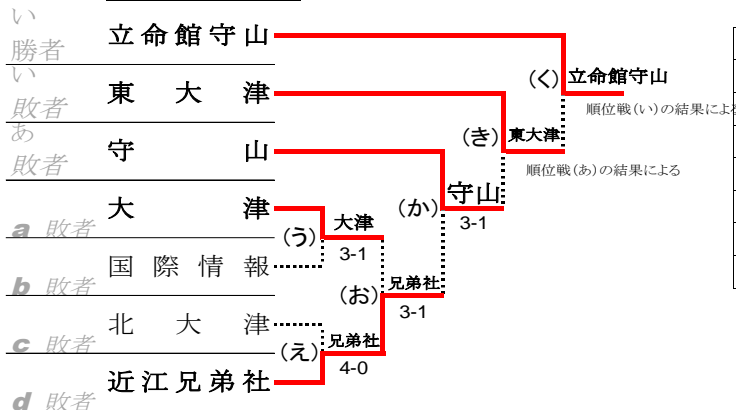 い
勝者 立命館守山
(く) 立命館守山
い
敗者 東大津
順位戦(い)の結果による
(き) 東大津
あ
敗者 守山
順位戦(あ)の結果による
(か) 守山
3-1
a 敗者 大津
(う) 大津
3-1
b 敗者 国際情報
(お) 兄弟社
3-1
c 敗者 北大津
(え) 兄弟社
4-0
d 敗者 近江兄弟社